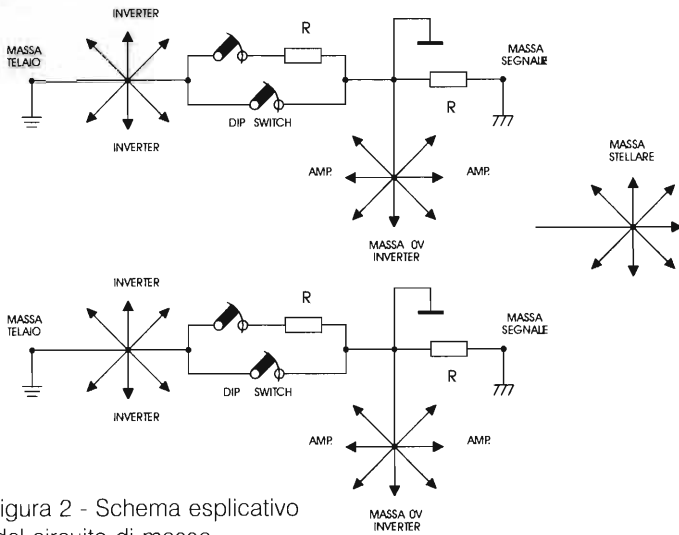 INVERTER
MASSA
TELAIO
R
MASSA
SEGNALE
R
DIP SWITCH
INVERTER
AMP.
AMP.
MASSA 0V
INVERTER
MASSA
STELLARE
INVERTER
MASSA
TELAIO
R
MASSA
SEGNALE
R
DIP SWITCH
INVERTER
AMP.
AMP.
MASSA 0V
INVERTER
igura 2 - Schema esplicativo
del circuito di massa